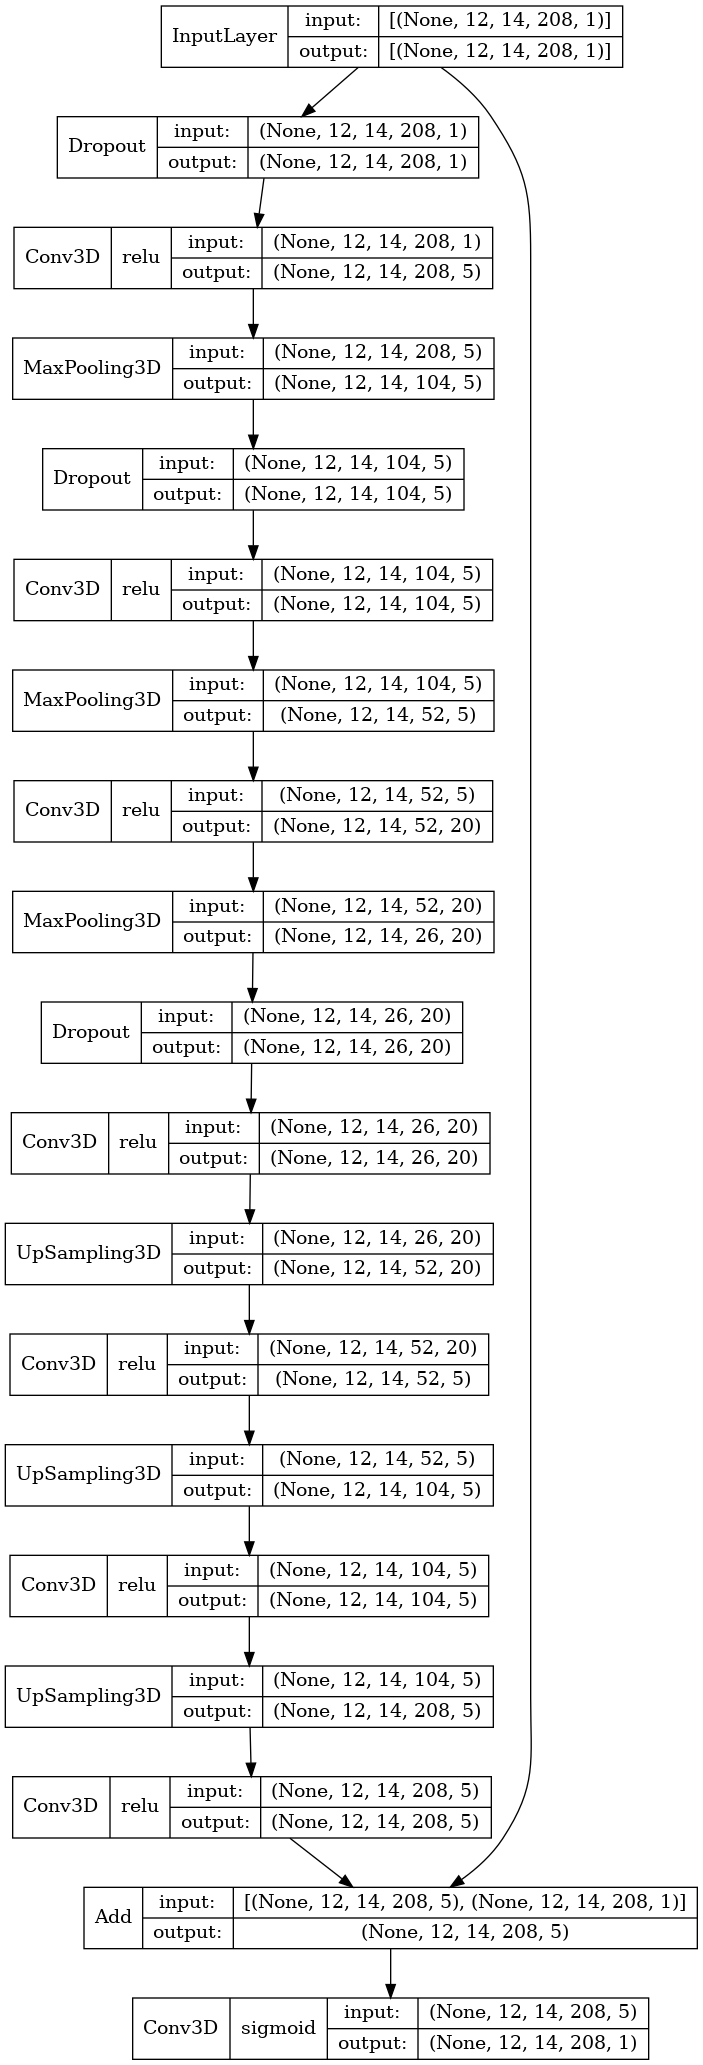 InputLayer input: [(None, 12, 14, 208, 1)]
output: [(None, 12, 14, 208, 1)]
Dropout input: (None, 12, 14, 208, 1)
output: (None, 12, 14, 208, 1)
Conv3D relu input: (None, 12, 14, 208, 1)
output: (None, 12, 14, 208, 5)
MaxPooling3D input: (None, 12, 14, 208, 5)
output: (None, 12, 14, 104, 5)
Dropout input: (None, 12, 14, 104, 5)
output: (None, 12, 14, 104, 5)
Conv3D relu input: (None, 12, 14, 104, 5)
output: (None, 12, 14, 104, 5)
MaxPooling3D input: (None, 12, 14, 104, 5)
output: (None, 12, 14, 52, 5)
Conv3D relu input: (None, 12, 14, 52, 5)
output: (None, 12, 14, 52, 20)
MaxPooling3D input: (None, 12, 14, 52, 20)
output: (None, 12, 14, 26, 20)
Dropout input: (None, 12, 14, 26, 20)
output: (None, 12, 14, 26, 20)
Conv3D relu input: (None, 12, 14, 26, 20)
output: (None, 12, 14, 26, 20)
UpSampling3D input: (None, 12, 14, 26, 20)
output: (None, 12, 14, 52, 20)
Conv3D relu input: (None, 12, 14, 52, 20)
output: (None, 12, 14, 52, 5)
UpSampling3D input: (None, 12, 14, 52, 5)
output: (None, 12, 14, 104, 5)
Conv3D relu input: (None, 12, 14, 104, 5)
output: (None, 12, 14, 104, 5)
UpSampling3D input: (None, 12, 14, 104, 5)
output: (None, 12, 14, 208, 5)
Conv3D relu input: (None, 12, 14, 208, 5)
output: (None, 12, 14, 208, 5)
Add input: [(None, 12, 14, 208, 5), (None, 12, 14, 208, 1)]
output: (None, 12, 14, 208, 5)
Conv3D sigmoid input: (None, 12, 14, 208, 5)
output: (None, 12, 14, 208, 1)